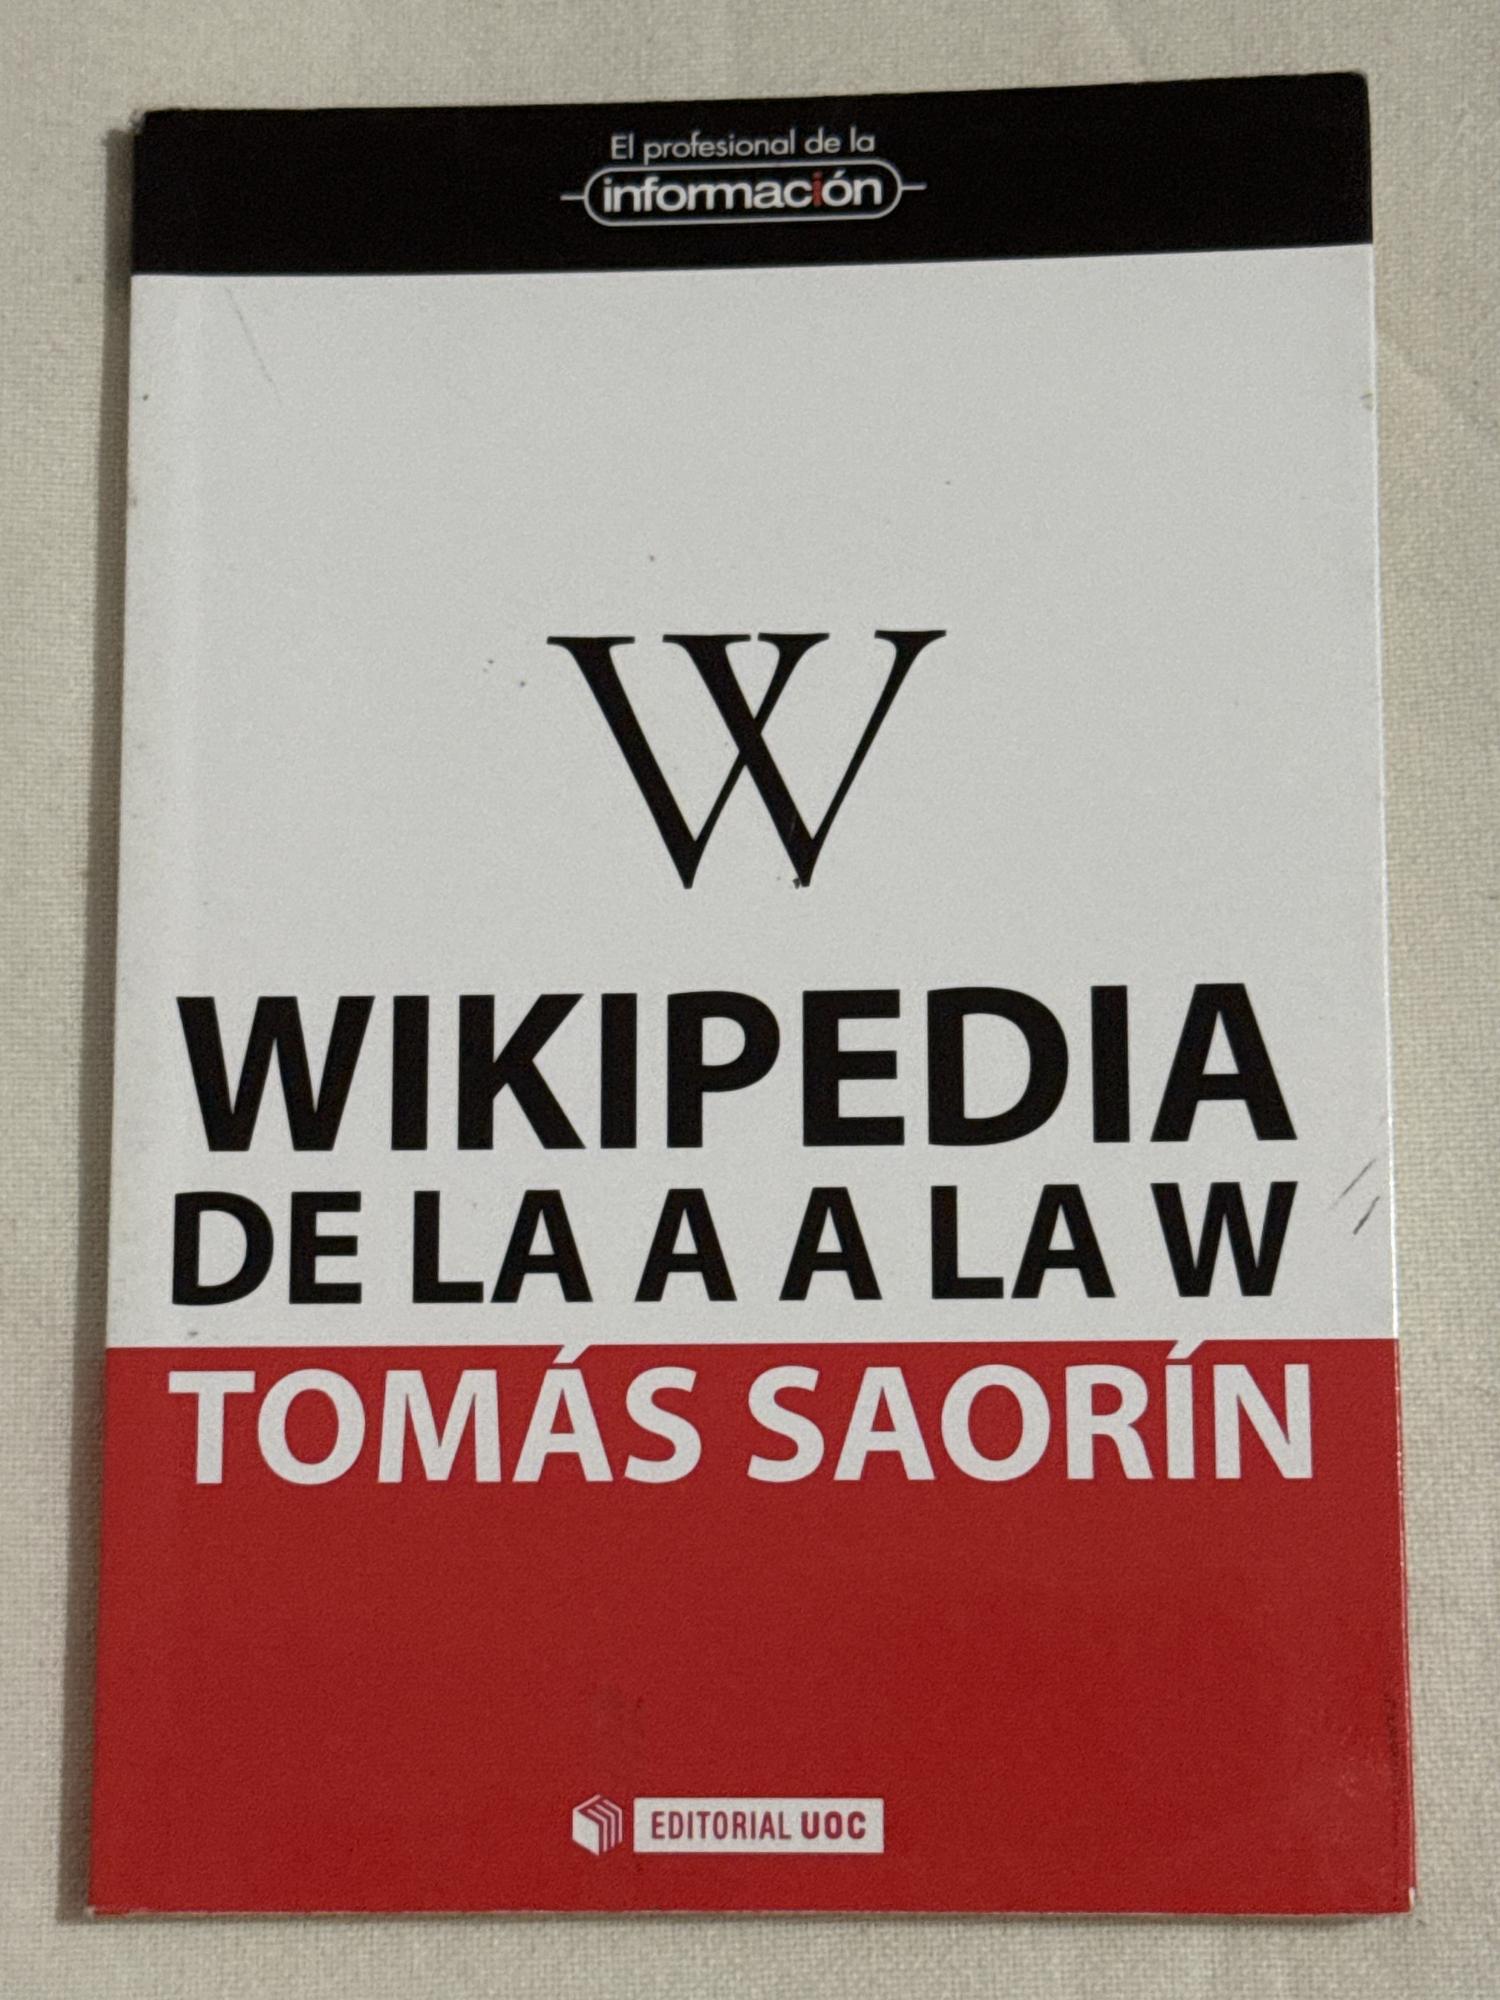 El profesional de la
información
W
WIKIPEDIA
DE LA A A LA W
TOMÁS SAORÍN
EDITORIAL UOC